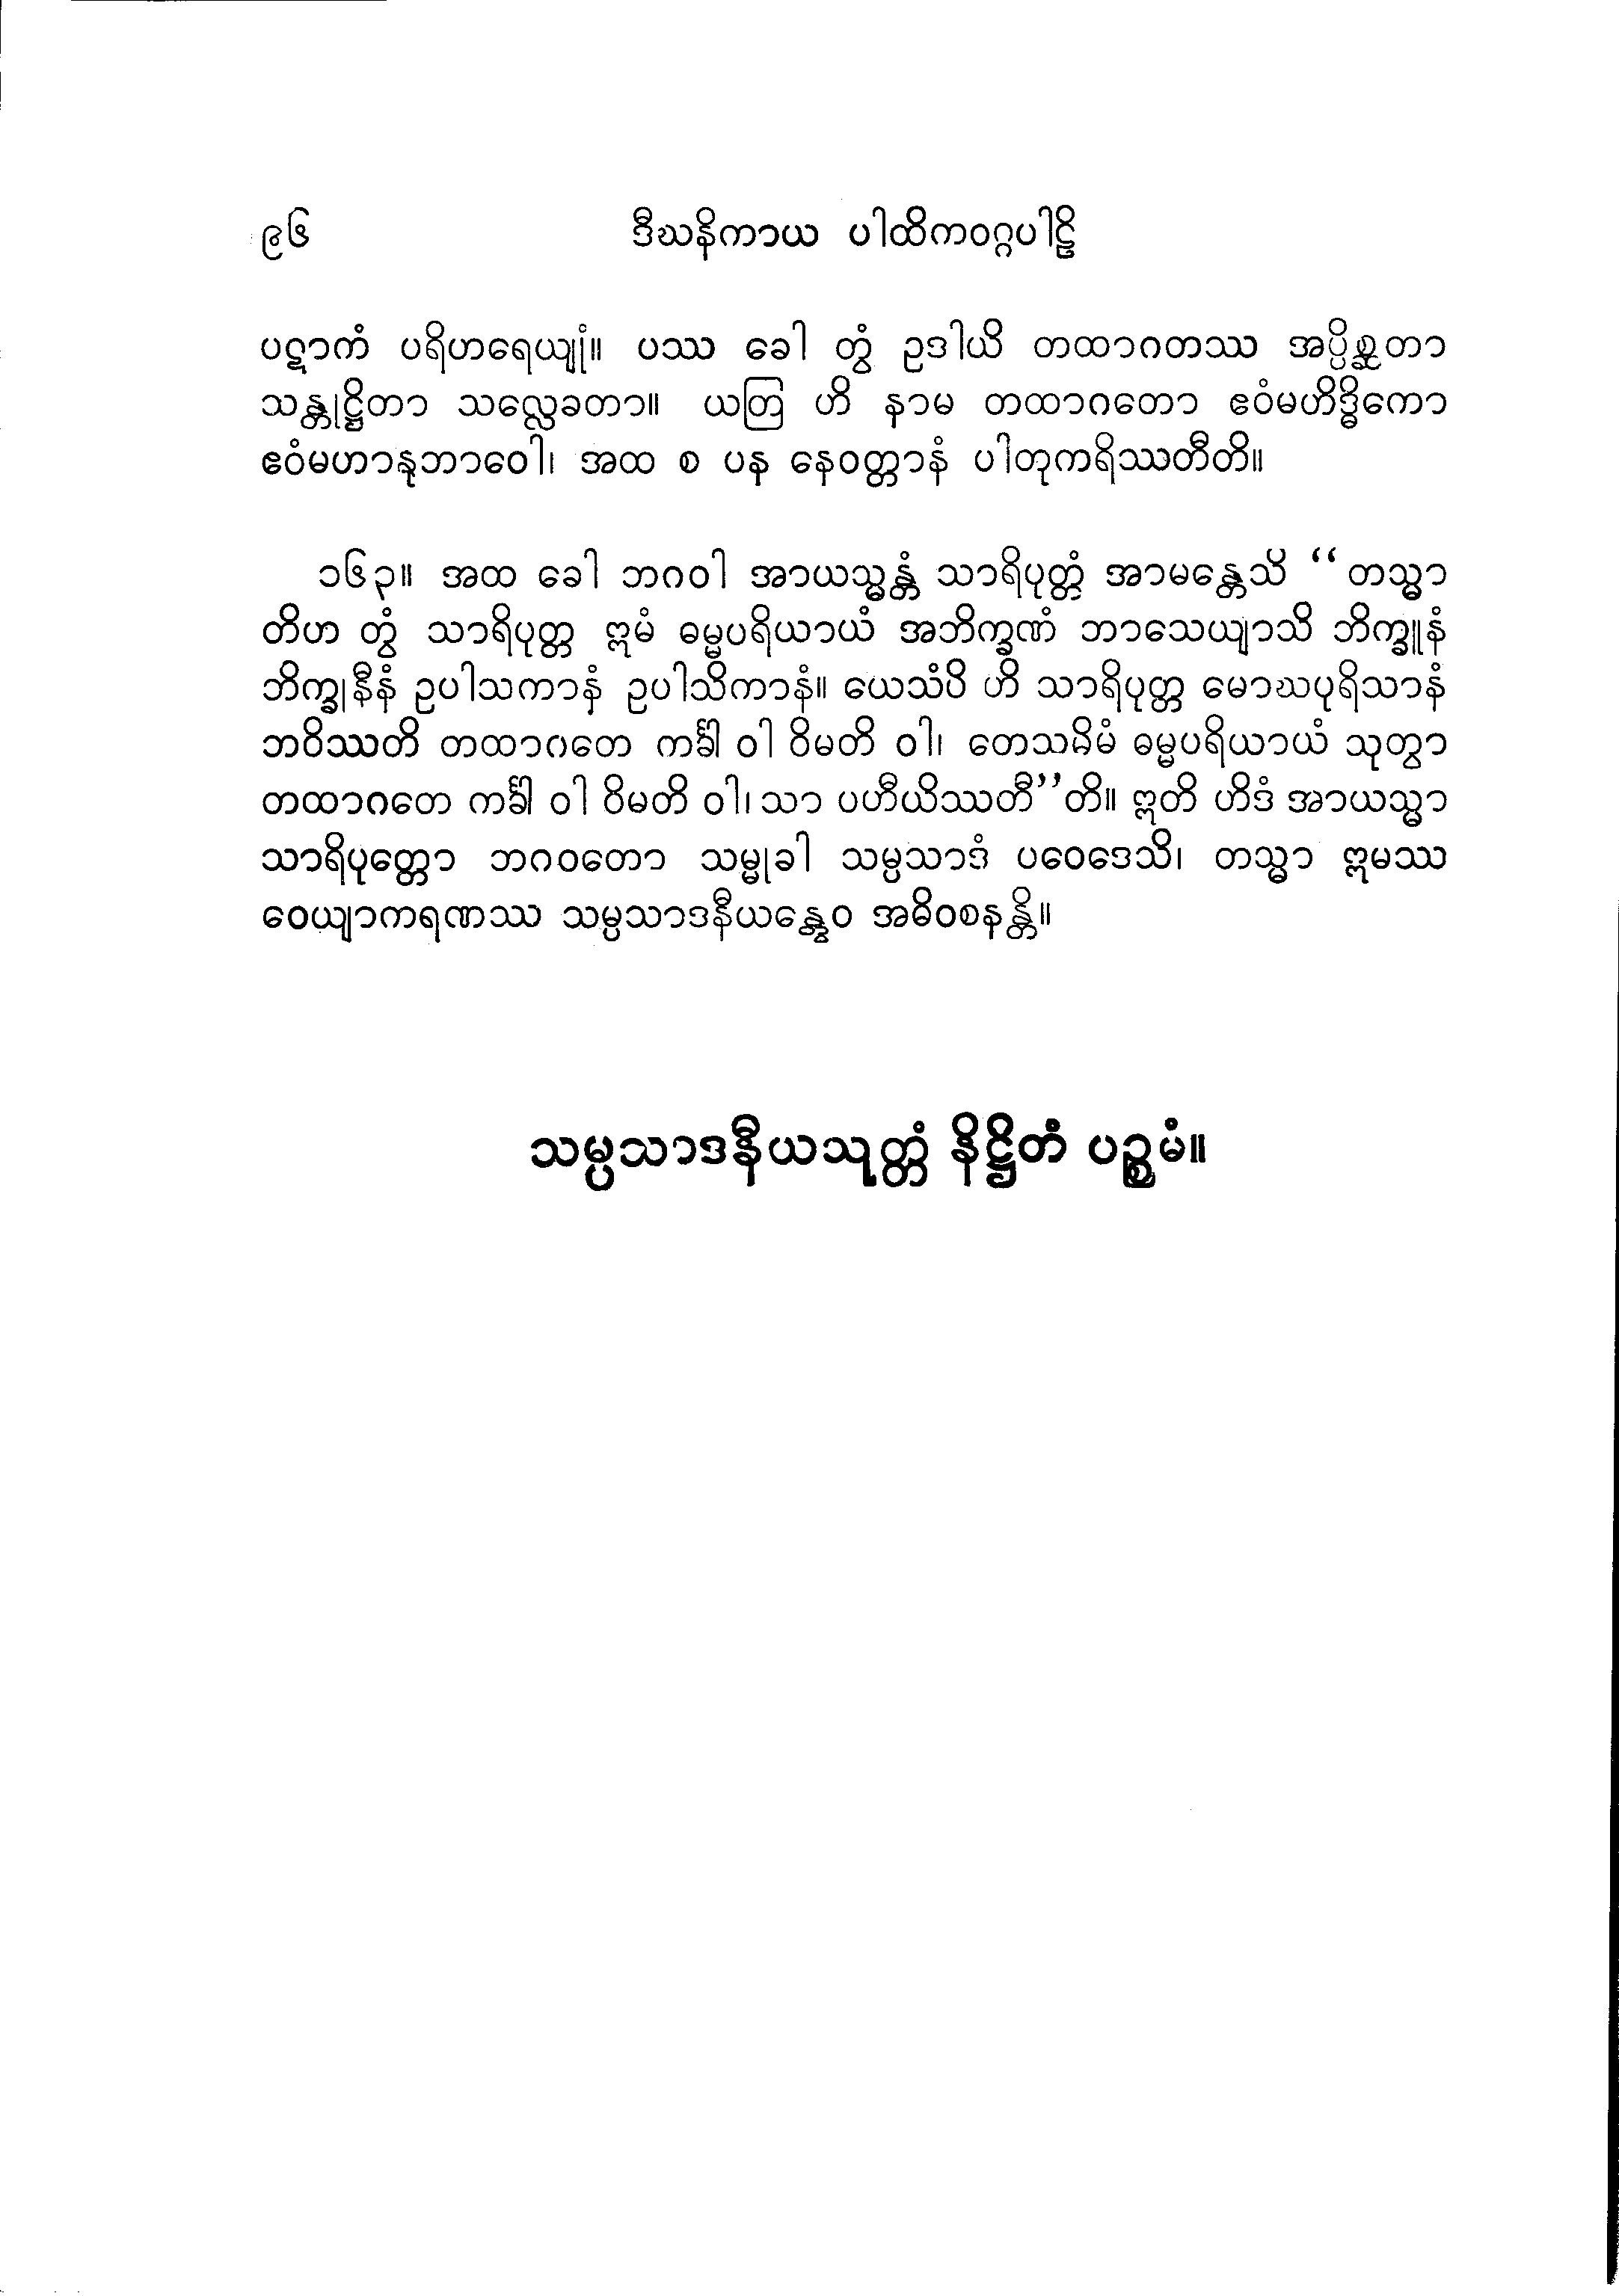 ၉၆ ဒီဃနိကာယ ပါထိကဝဂ္ဂပါဠိ
ပဋာကံ ပရိဟရေယျုံ။ ပဿ ခေါ တွံ ဥဒါယိ တထာဂတဿ အပ္ပိစ္ဆတာ
သန္တုဋ္ဌိတာ သလ္လေခတာ။ ယတြ ဟိ နာမ တထာဂတော ဧဝံမဟိဒ္ဓိကော
ဧဝံမဟာနုဘာဝေါ၊ အထ စ ပန နေဝတ္တာနံ ပါတုကရိဿတီတိ။
၁၆၃။ အထ ခေါ ဘဂဝါ အာယသ္မန္တံ သာရိပုတ္တံ အာမန္တေသိ “တသ္မာ
တိဟ တွံ သာရိပုတ္တ ဣမံ ဓမ္မပရိယာယံ အဘိက္ခဏံ ဘာသေယျာသိ ဘိက္ခူနံ
ဘိက္ခုနီနံ ဥပါသကာနံ ဥပါသိကာနံ။ ယေသံပိ ဟိ သာရိပုတ္တ မောဃပုရိသာနံ
ဘဝိဿတိ တထာဂတေ ကင်္ခါ ဝါ ဝိမတိ ဝါ၊ တေသမိမံ ဓမ္မပရိယာယံ သုတွာ
တထာဂတေ ကင်္ခါ ဝါ ဝိမတိ ဝါ၊ သာ ပဟီယိဿတီ”တိ။ ဣတိ ဟိဒံ အာယသ္မာ
သာရိပုတ္တော ဘဂဝတော သမ္မုခါ သမ္ပသာဒံ ပဝေဒေသိ၊ တသ္မာ ဣမဿ
ဝေယျာကရဏဿ သမ္ပသာဒနီယန္တွေဝ အဓိဝစနန္တိ။
သမ္ပသာဒနီယသုတ္တံ နိဋ္ဌိတံ ပဉ္စမံ။